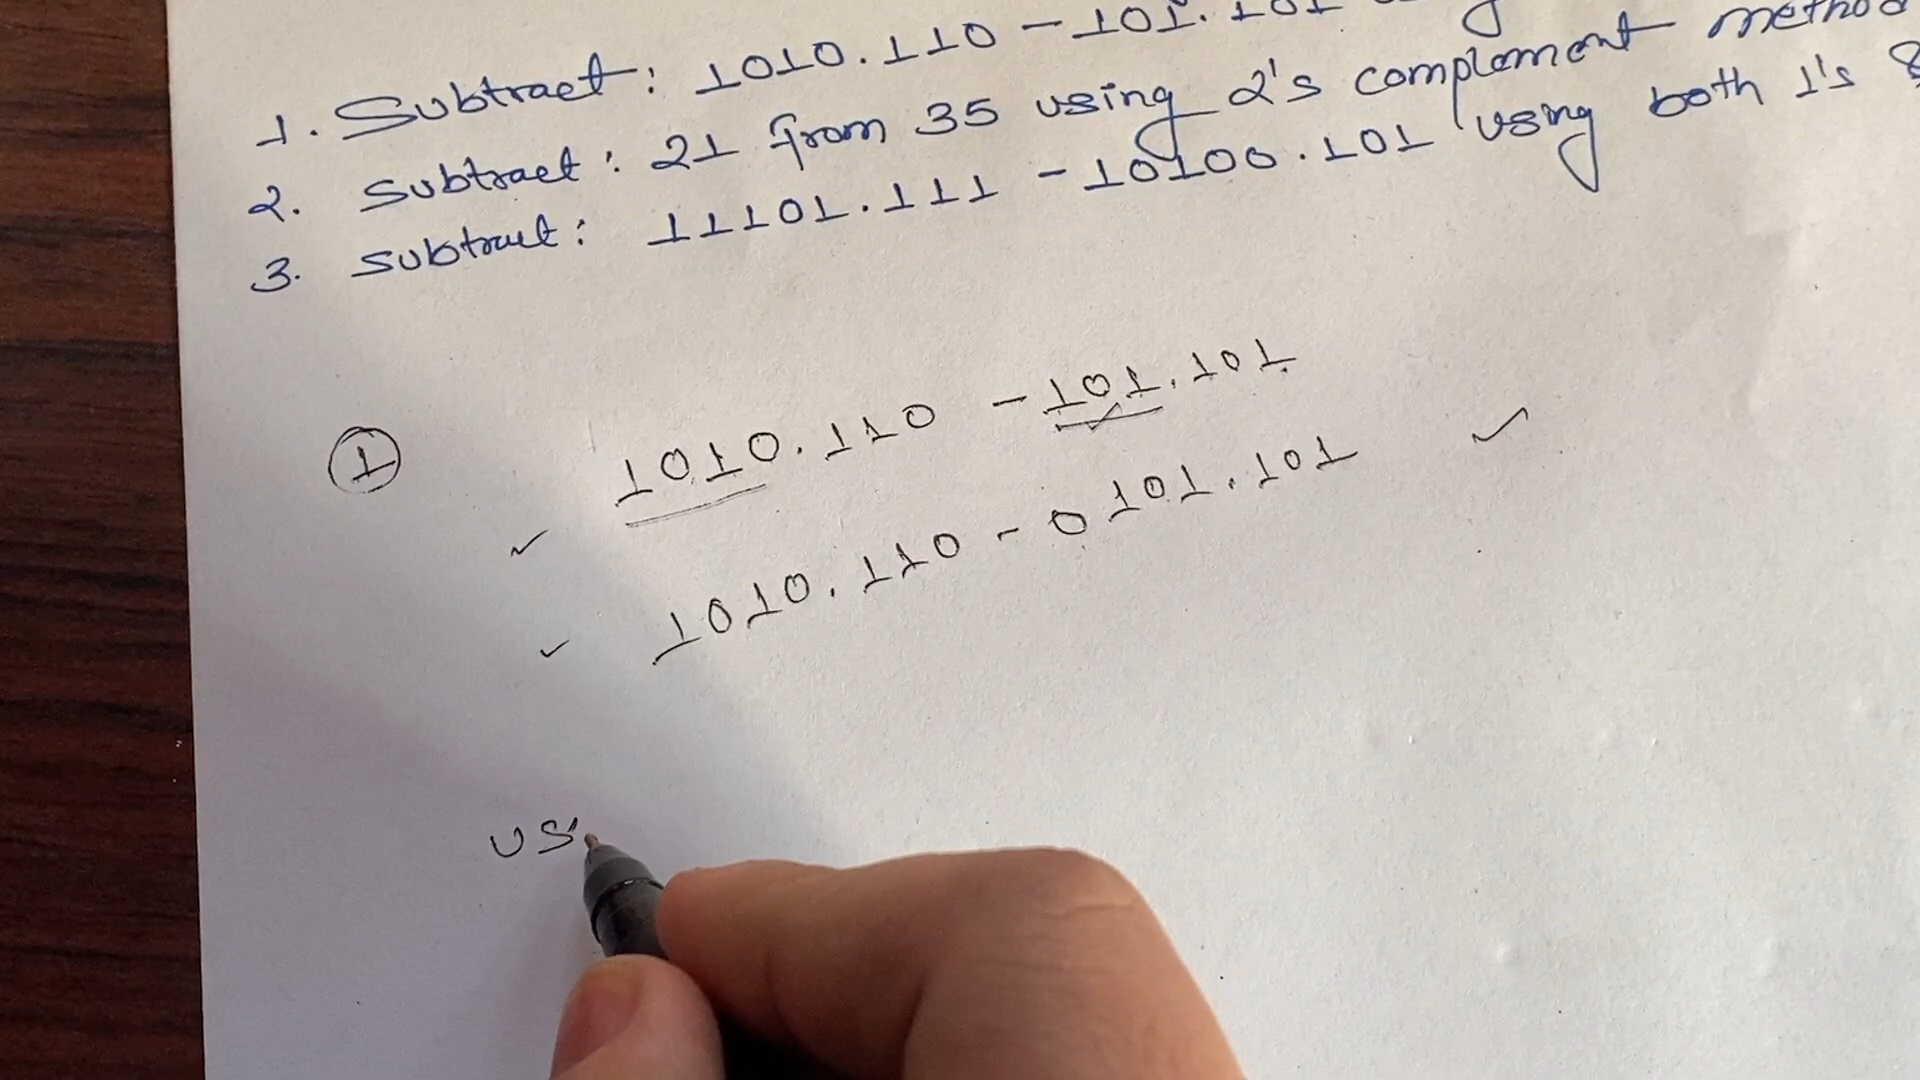 1. Subtract: 1010.110 - 101.101
2. Subtract: 21 from 35 using 2's complement method
3. subtract: 11101.111 - 10100.101 using both 1's &
1 1010.110 - 101.101
1010.110 - 0101.101
us